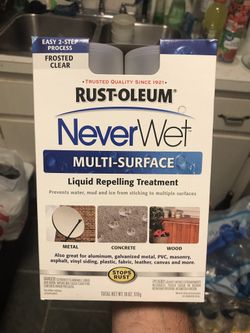 EASY 2-STEP
PROCESS
FROSTED
CLEAR
TRUSTED QUALITY SINCE 1921
RUST-OLEUM
NeverWet
MULTI-SURFACE
Liquid Repelling Treatment
Prevents water, mud and ice from sticking to multiple surfaces
METAL
CONCRETE
WOOD
Also great for aluminum, galvanized metal, PVC, masonry,
asphalt, vinyl siding, plastic, fabric, leather, canvas and more.
STOPS
RUST